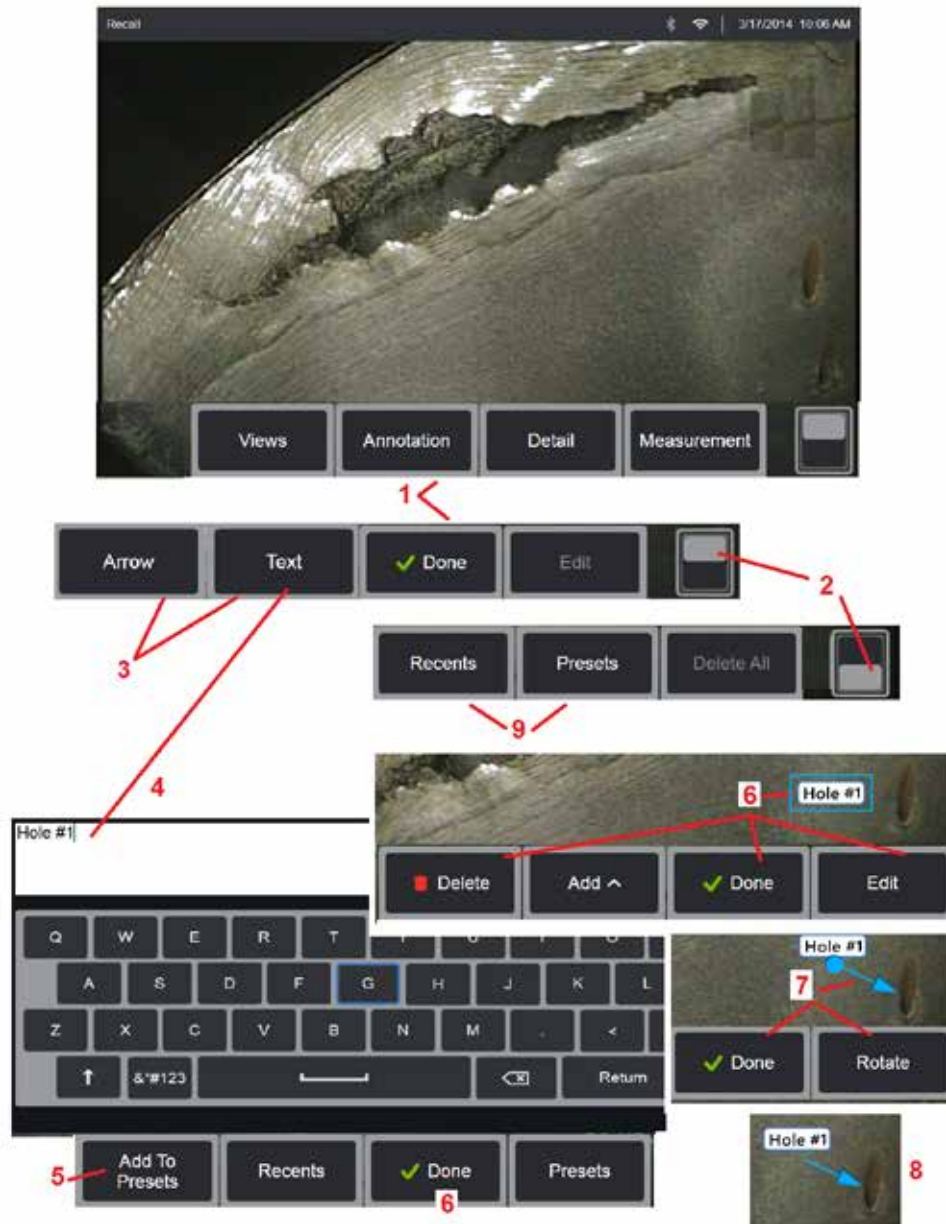 Recall 3/17/2014 10:06 AM
Views Annotation Detail Measurement
1
Arrow Text Done Edit
2
3
Recents Presets Delete All
9
4
Hole #1
6 Hole #1
Delete Add Done Edit
Q W E R T
A S D F G H J K L
Z X C V B N M . <
&*#123 Return
Hole #1
7
Done Rotate
Add To
Presets
Recents Done Presets
5
6
Hole #1
8